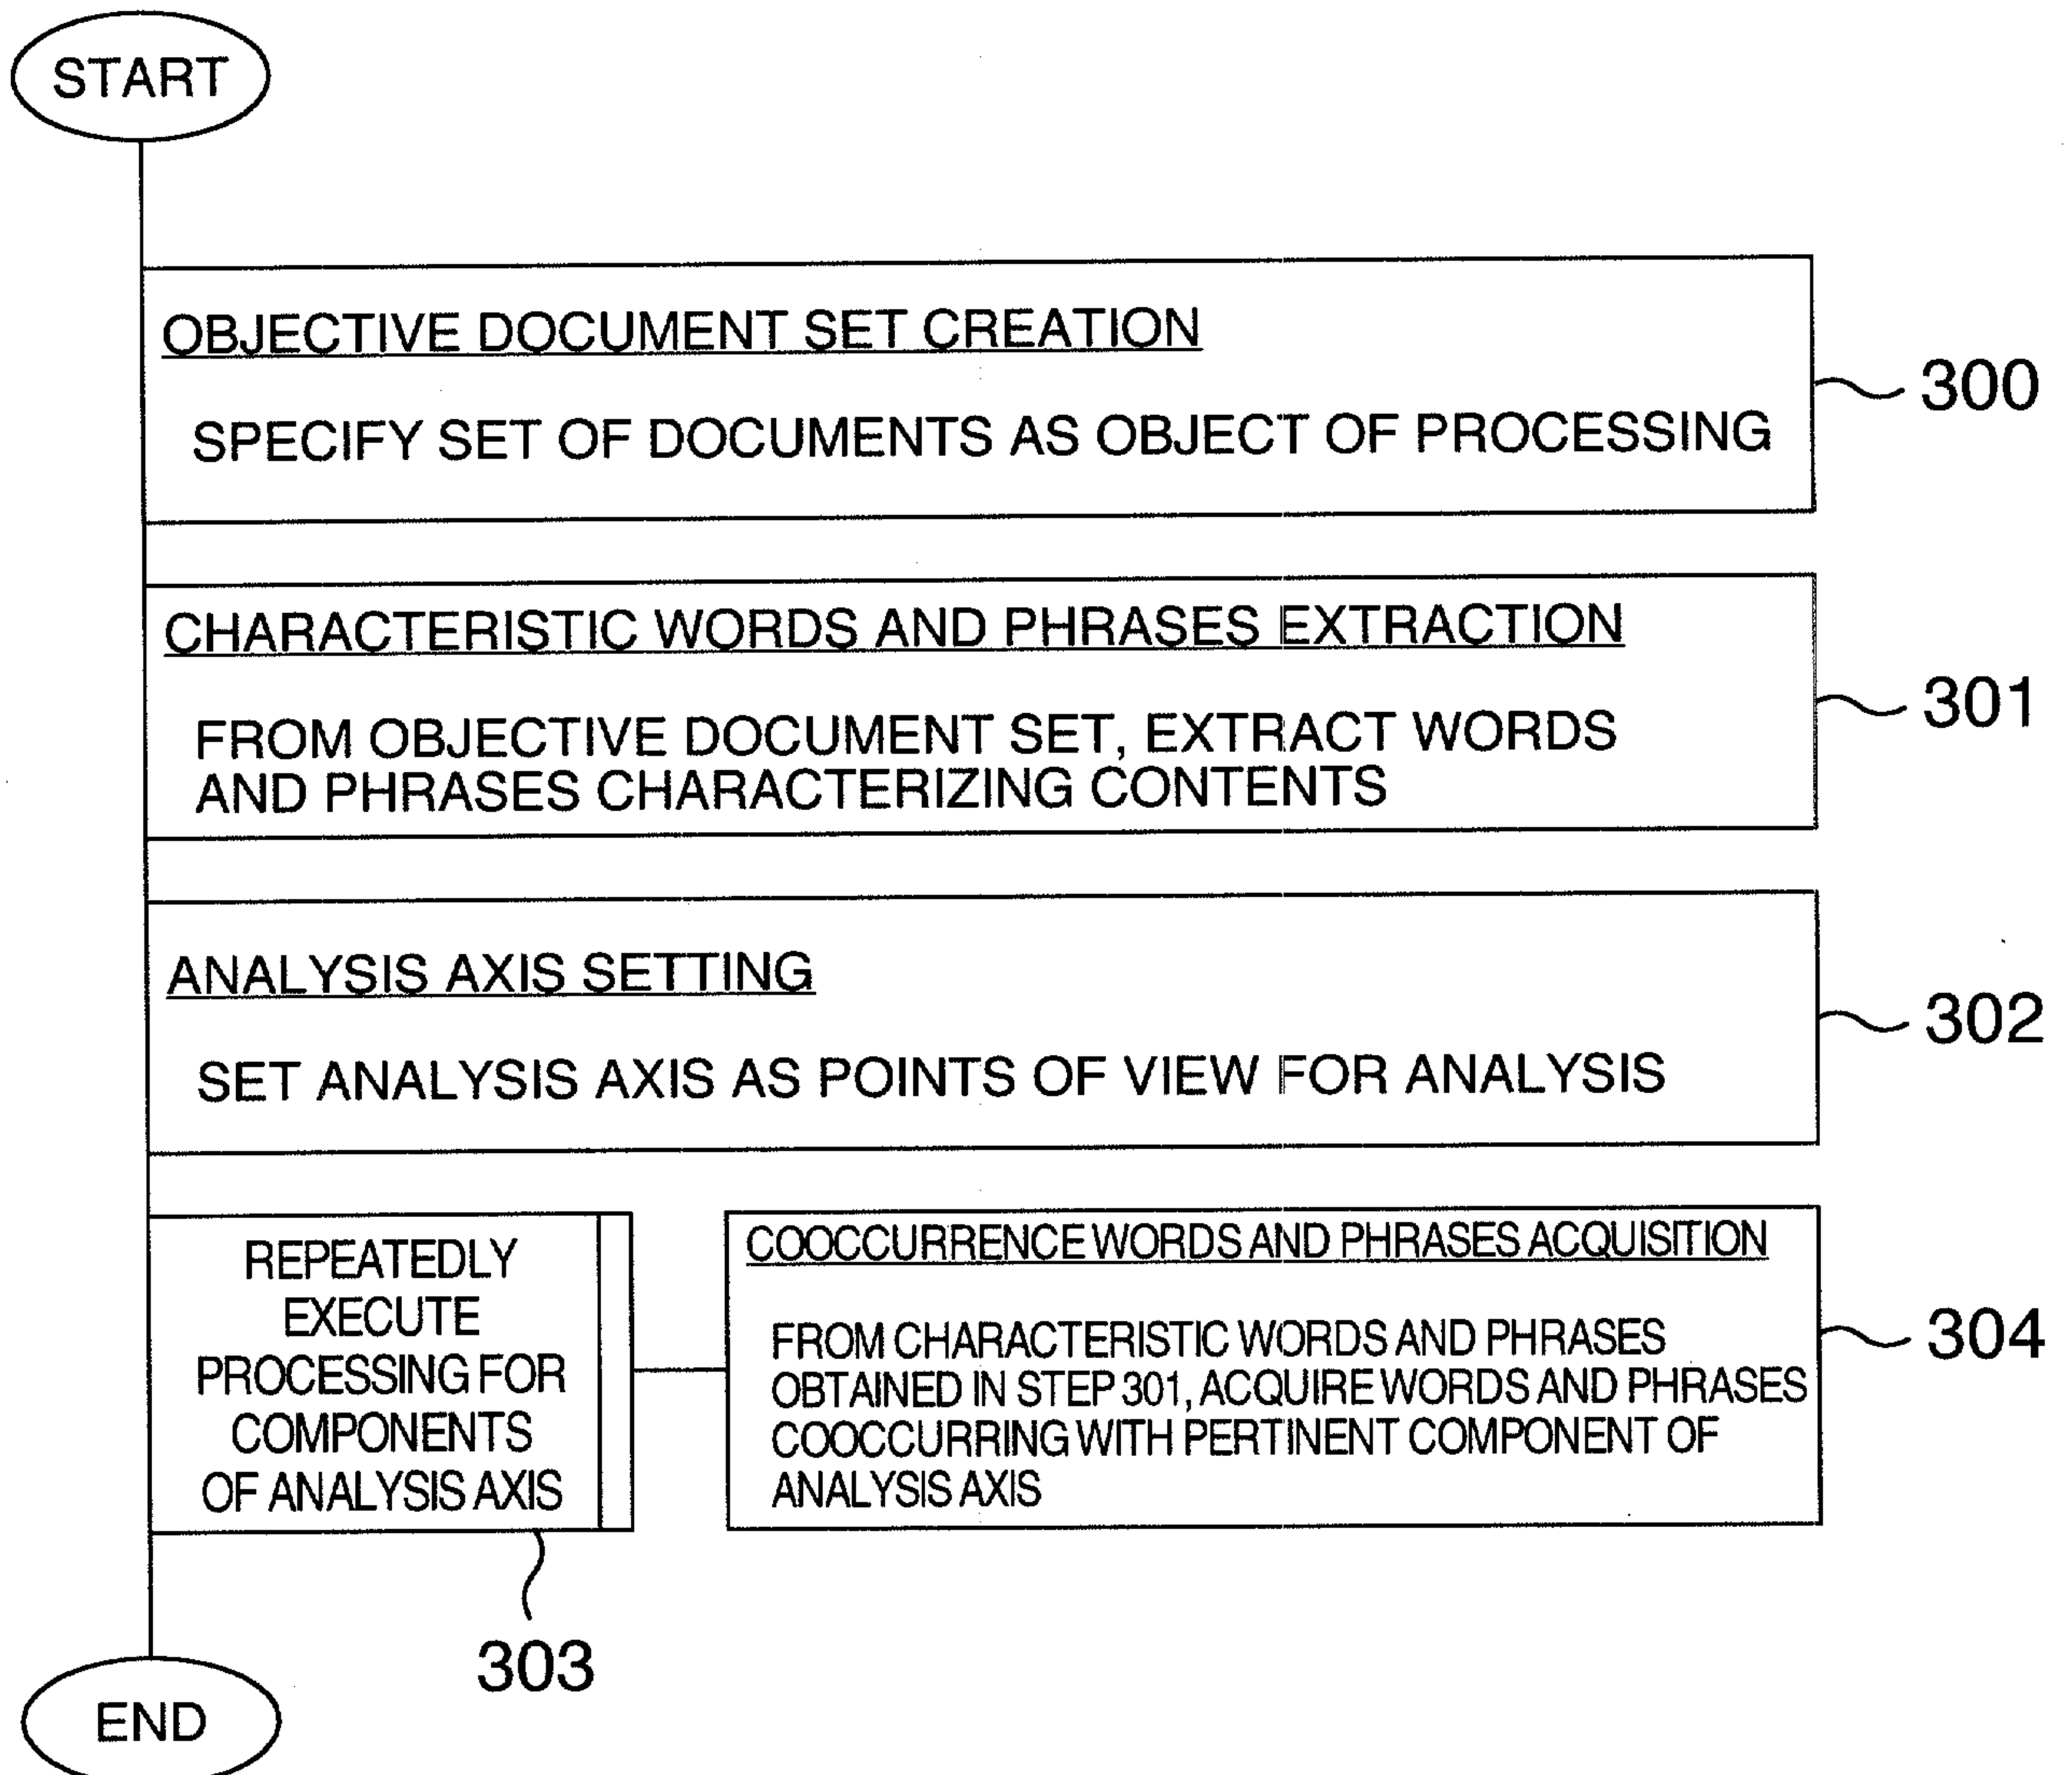 START
OBJECTIVE DOCUMENT SET CREATION
SPECIFY SET OF DOCUMENTS AS OBJECT OF PROCESSING
300
CHARACTERISTIC WORDS AND PHRASES EXTRACTION
FROM OBJECTIVE DOCUMENT SET, EXTRACT WORDS
AND PHRASES CHARACTERIZING CONTENTS
301
ANALYSIS AXIS SETTING
SET ANALYSIS AXIS AS POINTS OF VIEW FOR ANALYSIS
302
REPEATEDLY
EXECUTE
PROCESSING FOR
COMPONENTS
OF ANALYSIS AXIS
303
COOCCURRENCE WORDS AND PHRASES ACQUISITION
FROM CHARACTERISTIC WORDS AND PHRASES
OBTAINED IN STEP 301, ACQUIRE WORDS AND PHRASES
COOCCURRING WITH PERTINENT COMPONENT OF
ANALYSIS AXIS
304
END